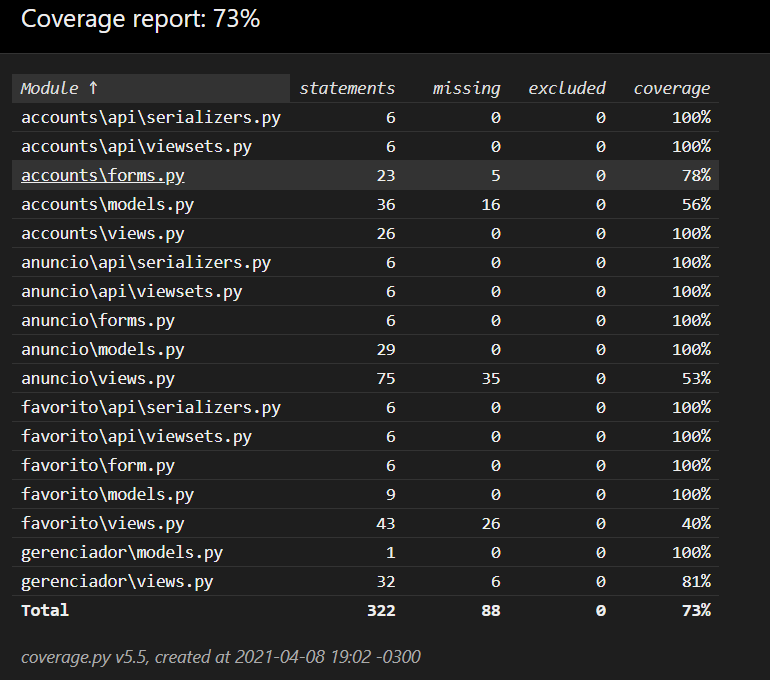 Coverage report: 73%
Module ↑ statements missing excluded coverage
accounts\api\serializers.py 6 0 0 100%
accounts\api\viewsets.py 6 0 0 100%
accounts\forms.py 23 5 0 78%
accounts\models.py 36 16 0 56%
accounts\views.py 26 0 0 100%
anuncio\api\serializers.py 6 0 0 100%
anuncio\api\viewsets.py 6 0 0 100%
anuncio\forms.py 6 0 0 100%
anuncio\models.py 29 0 0 100%
anuncio\views.py 75 35 0 53%
favorito\api\serializers.py 6 0 0 100%
favorito\api\viewsets.py 6 0 0 100%
favorito\form.py 6 0 0 100%
favorito\models.py 9 0 0 100%
favorito\views.py 43 26 0 40%
gerenciador\models.py 1 0 0 100%
gerenciador\views.py 32 6 0 81%
Total 322 88 0 73%
coverage.py v5.5, created at 2021-04-08 19:02 -0300